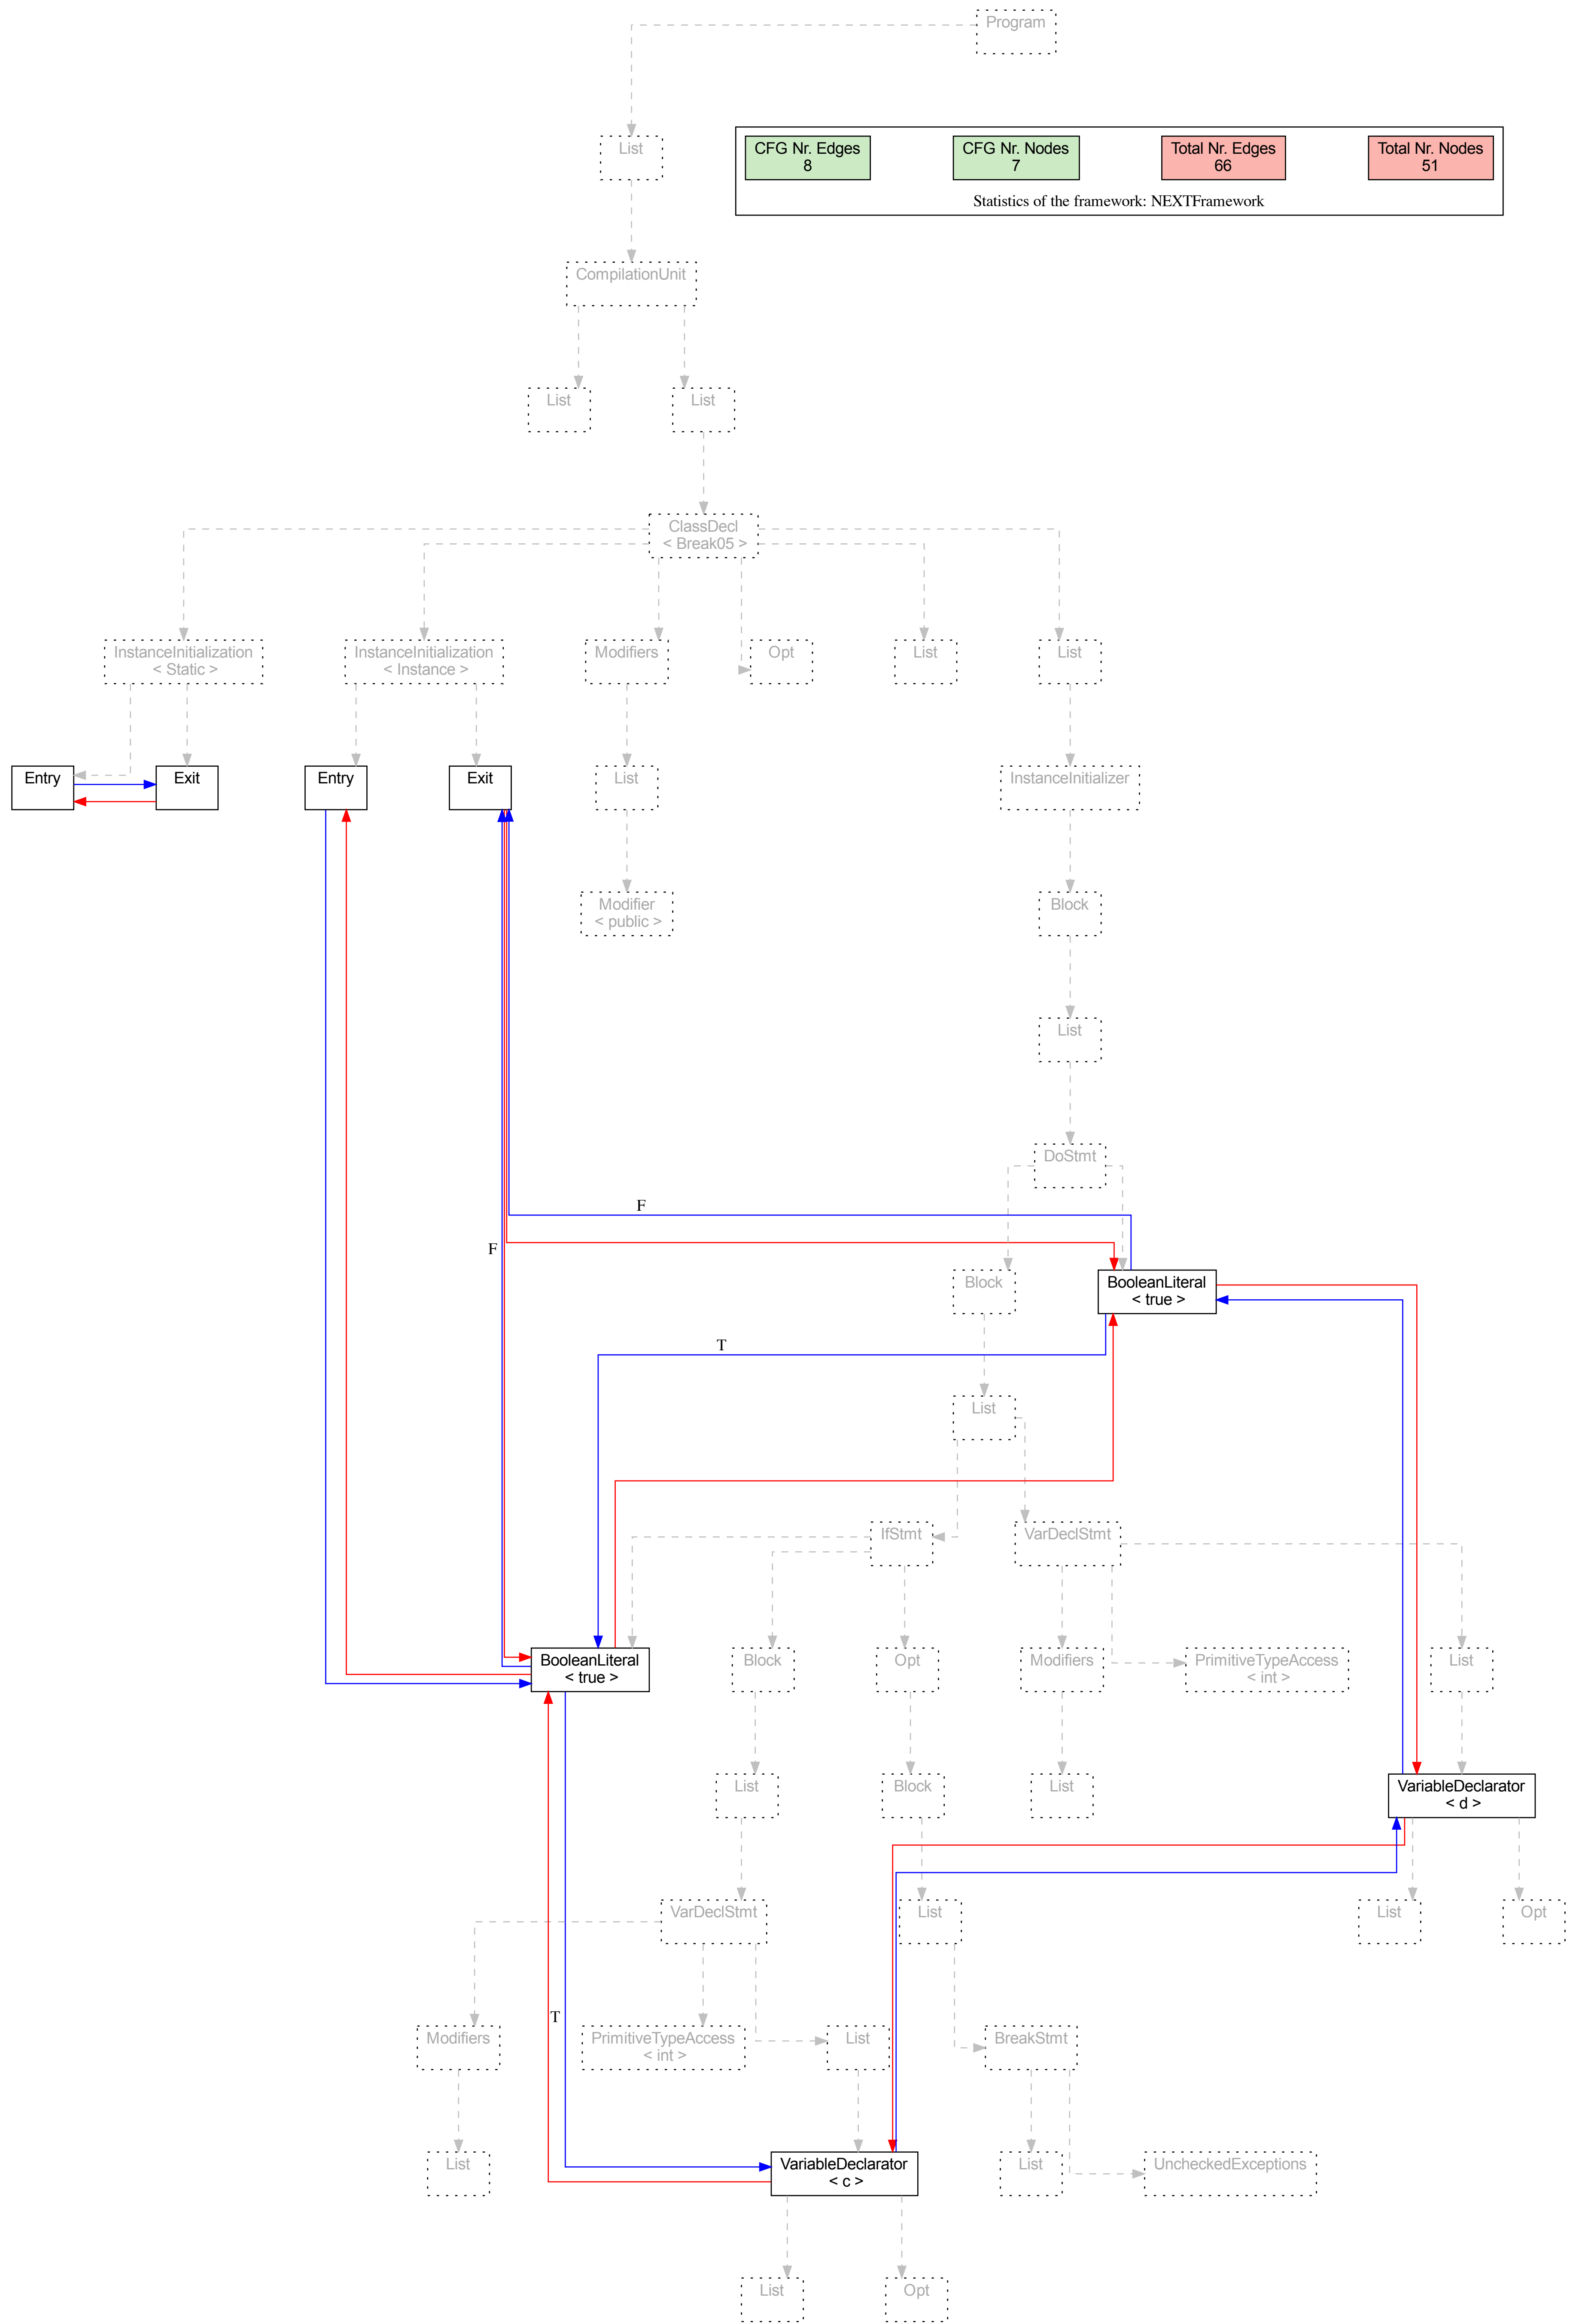 Program
List
CFG Nr. Edges
8
CFG Nr. Nodes
7
Total Nr. Edges
66
Total Nr. Nodes
51
Statistics of the framework: NEXTFramework
CompilationUnit
List
List
ClassDecl
< Break05 >
InstanceInitialization
< Static >
InstanceInitialization
< Instance >
Modifiers
Opt
List
List
Entry
Exit
Entry
Exit
List
InstanceInitializer
Modifier
< public >
Block
List
DoStmt
F
F
Block
BooleanLiteral
< true >
T
List
IfStmt
VarDeclStmt
BooleanLiteral
< true >
Block
Opt
Modifiers
PrimitiveTypeAccess
< int >
List
List
Block
List
VariableDeclarator
< d >
VarDeclStmt
List
List
Opt
T
Modifiers
PrimitiveTypeAccess
< int >
List
BreakStmt
List
VariableDeclarator
< c >
List
UncheckedExceptions
List
Opt